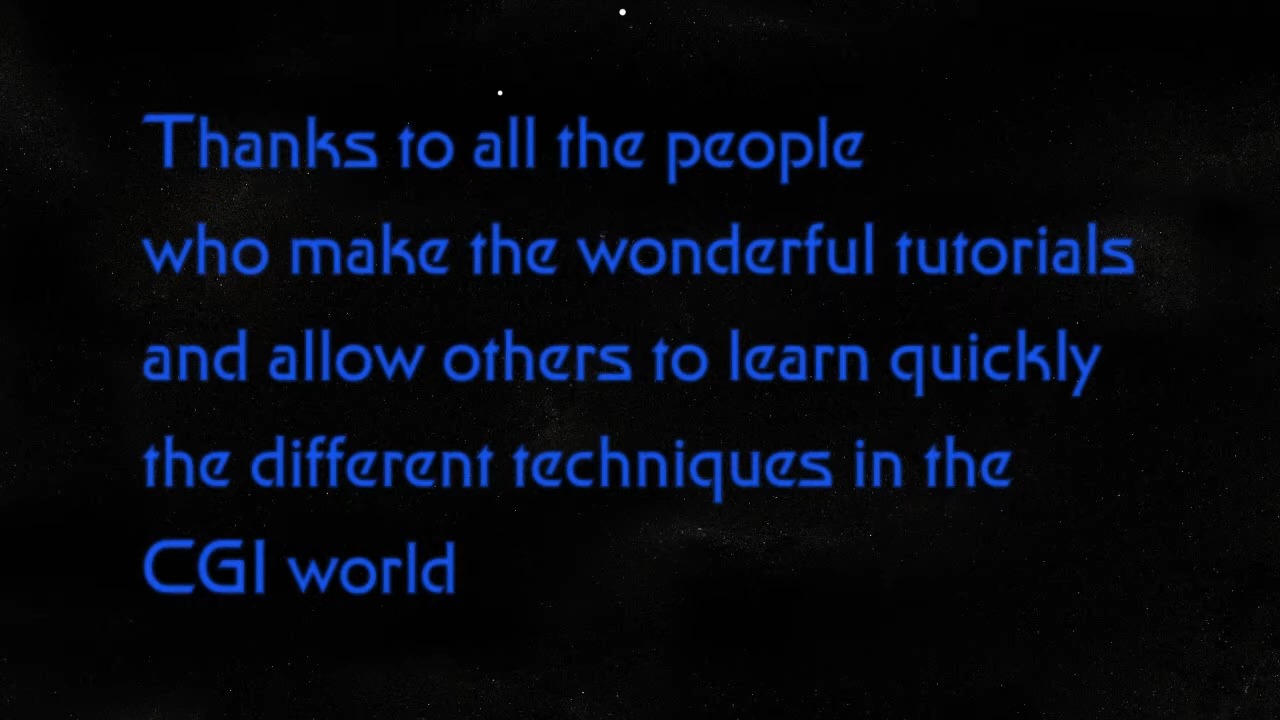 Thanks to all the people
who make the wonderful tutorials
and allow others to learn quickly
the different techniques in the
CGI world